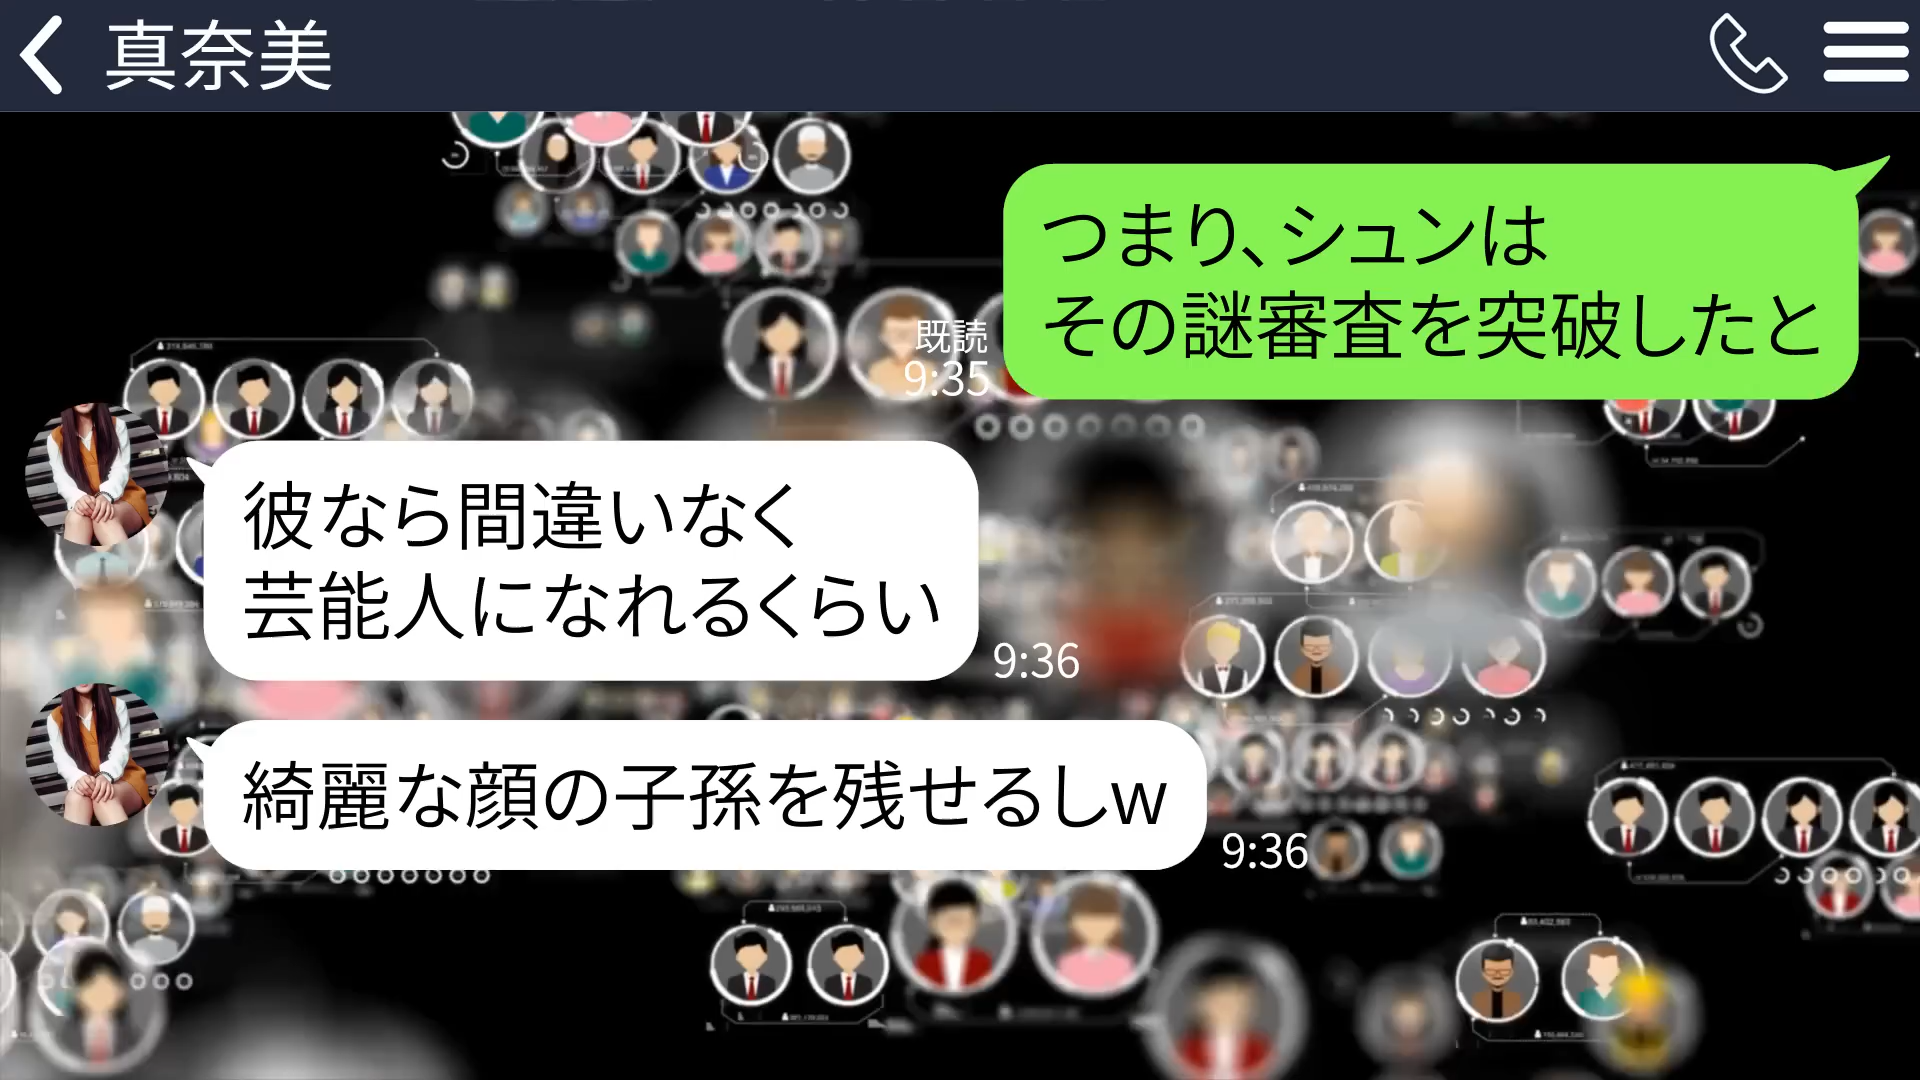 真奈美
つまり、シュンは
その謎審査を突破したと
既読
9:35
彼なら間違いなく
芸能人になれるくらい
9:36
綺麗な顔の子孫を残せるしw
9:36